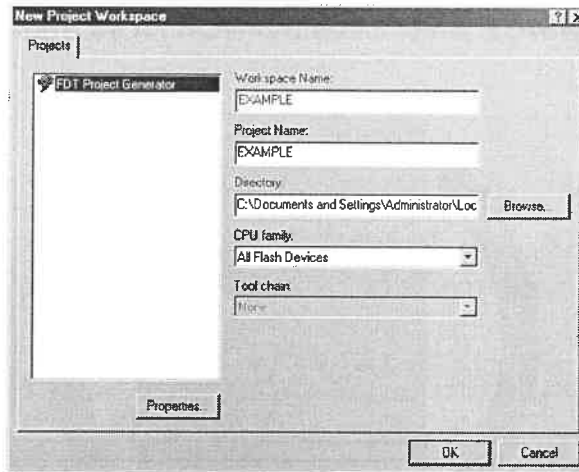 New Project Workspace
Projects
FDT Project Generator
Workspace Name:
EXAMPLE
Project Name:
EXAMPLE
Directory
C:\Documents and Settings\Administrator\Loc
Browse...
CPU family:
All Flash Devices
Tool chain
None
Properties...
OK
Cancel